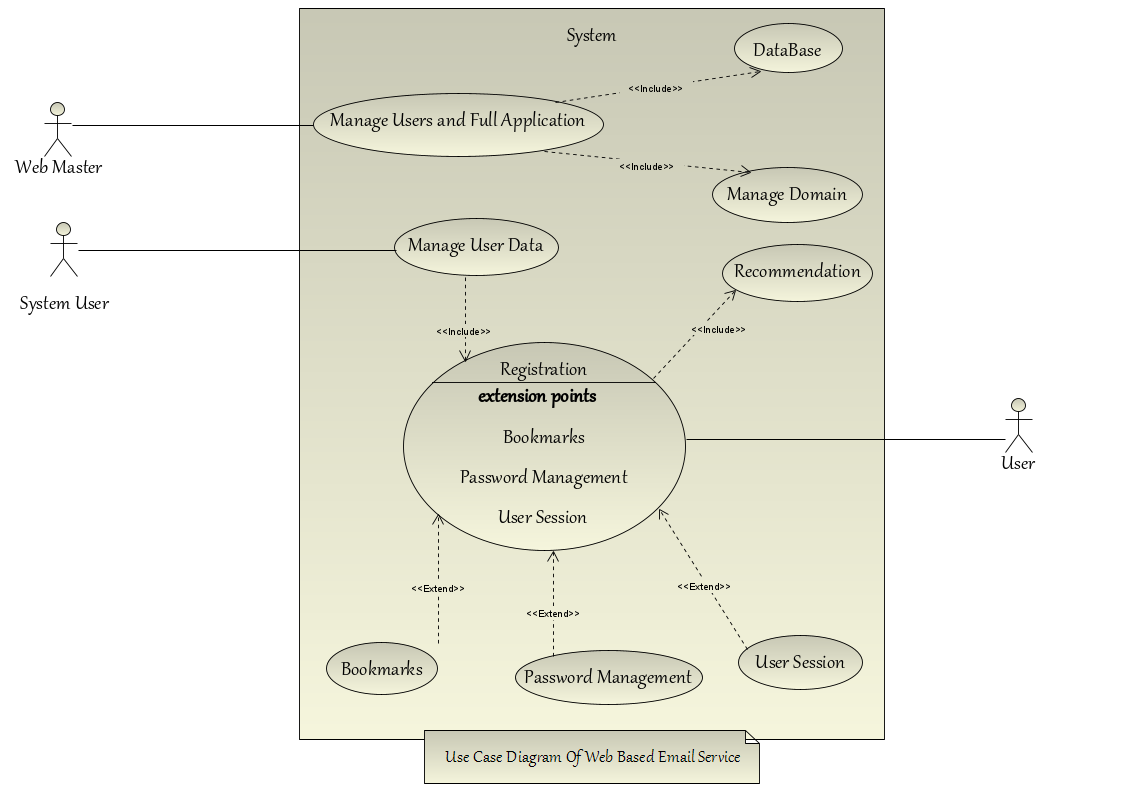 System
DataBase
<<Include>>
Manage Users and Full Application
Web Master
<<Include>>
Manage Domain
System User
Manage User Data
Recommendation
<<Include>>
<<Include>>
Registration
extension points
Bookmarks
Password Management
User Session
User
<<Extend>>
<<Extend>>
<<Extend>>
Bookmarks
Password Management
User Session
Use Case Diagram Of Web Based Email Service